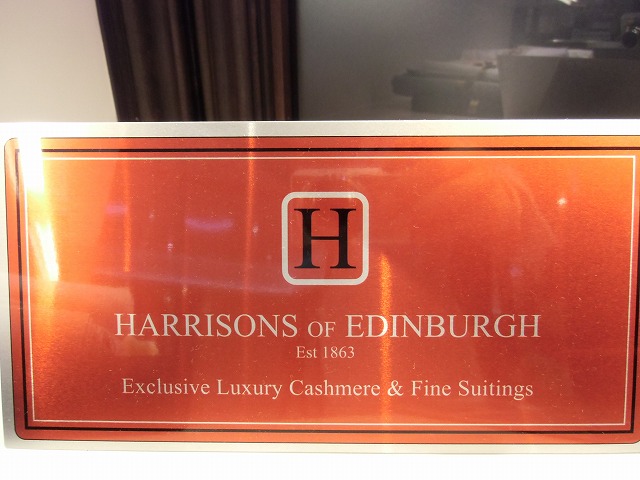 H
HARRISONS OF EDINBURGH
Est 1863
Exclusive Luxury Cashmere & Fine Suitings